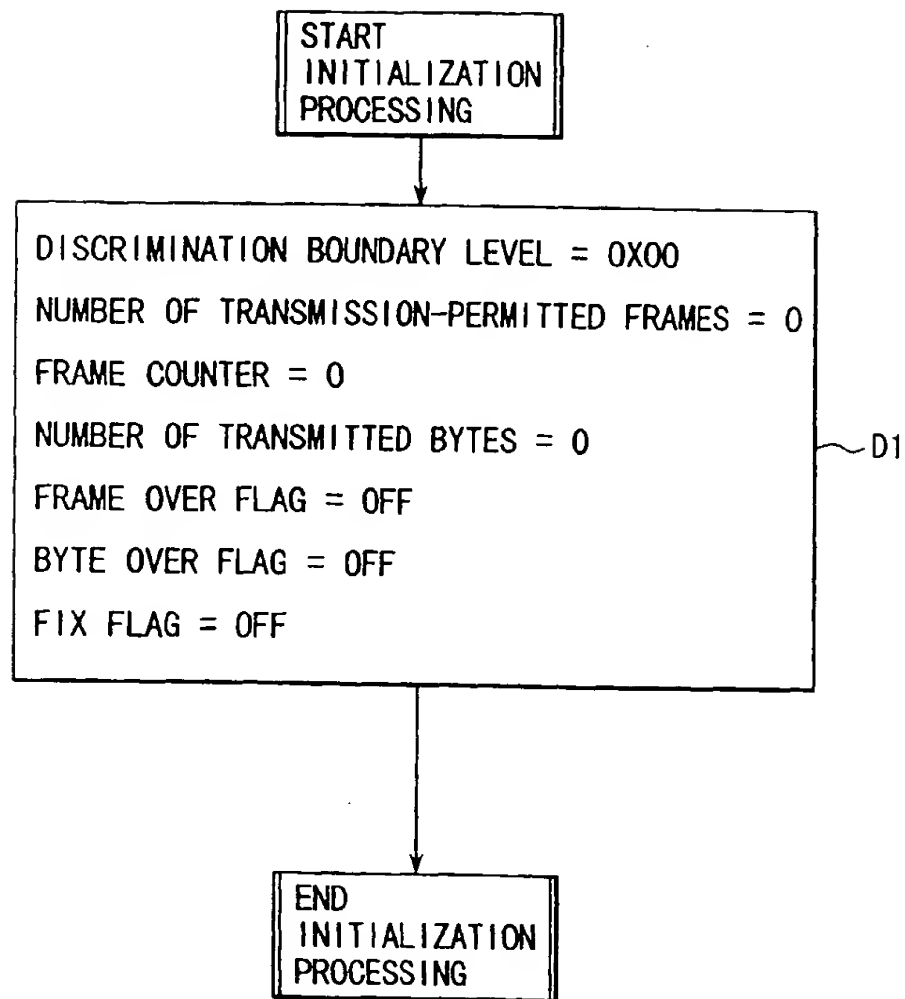 START
INITIALIZATION
PROCESSING
DISCRIMINATION BOUNDARY LEVEL = 0X00
NUMBER OF TRANSMISSION-PERMITTED FRAMES = 0
FRAME COUNTER = 0
NUMBER OF TRANSMITTED BYTES = 0
D1
FRAME OVER FLAG = OFF
BYTE OVER FLAG = OFF
FIX FLAG = OFF
END
INITIALIZATION
PROCESSING